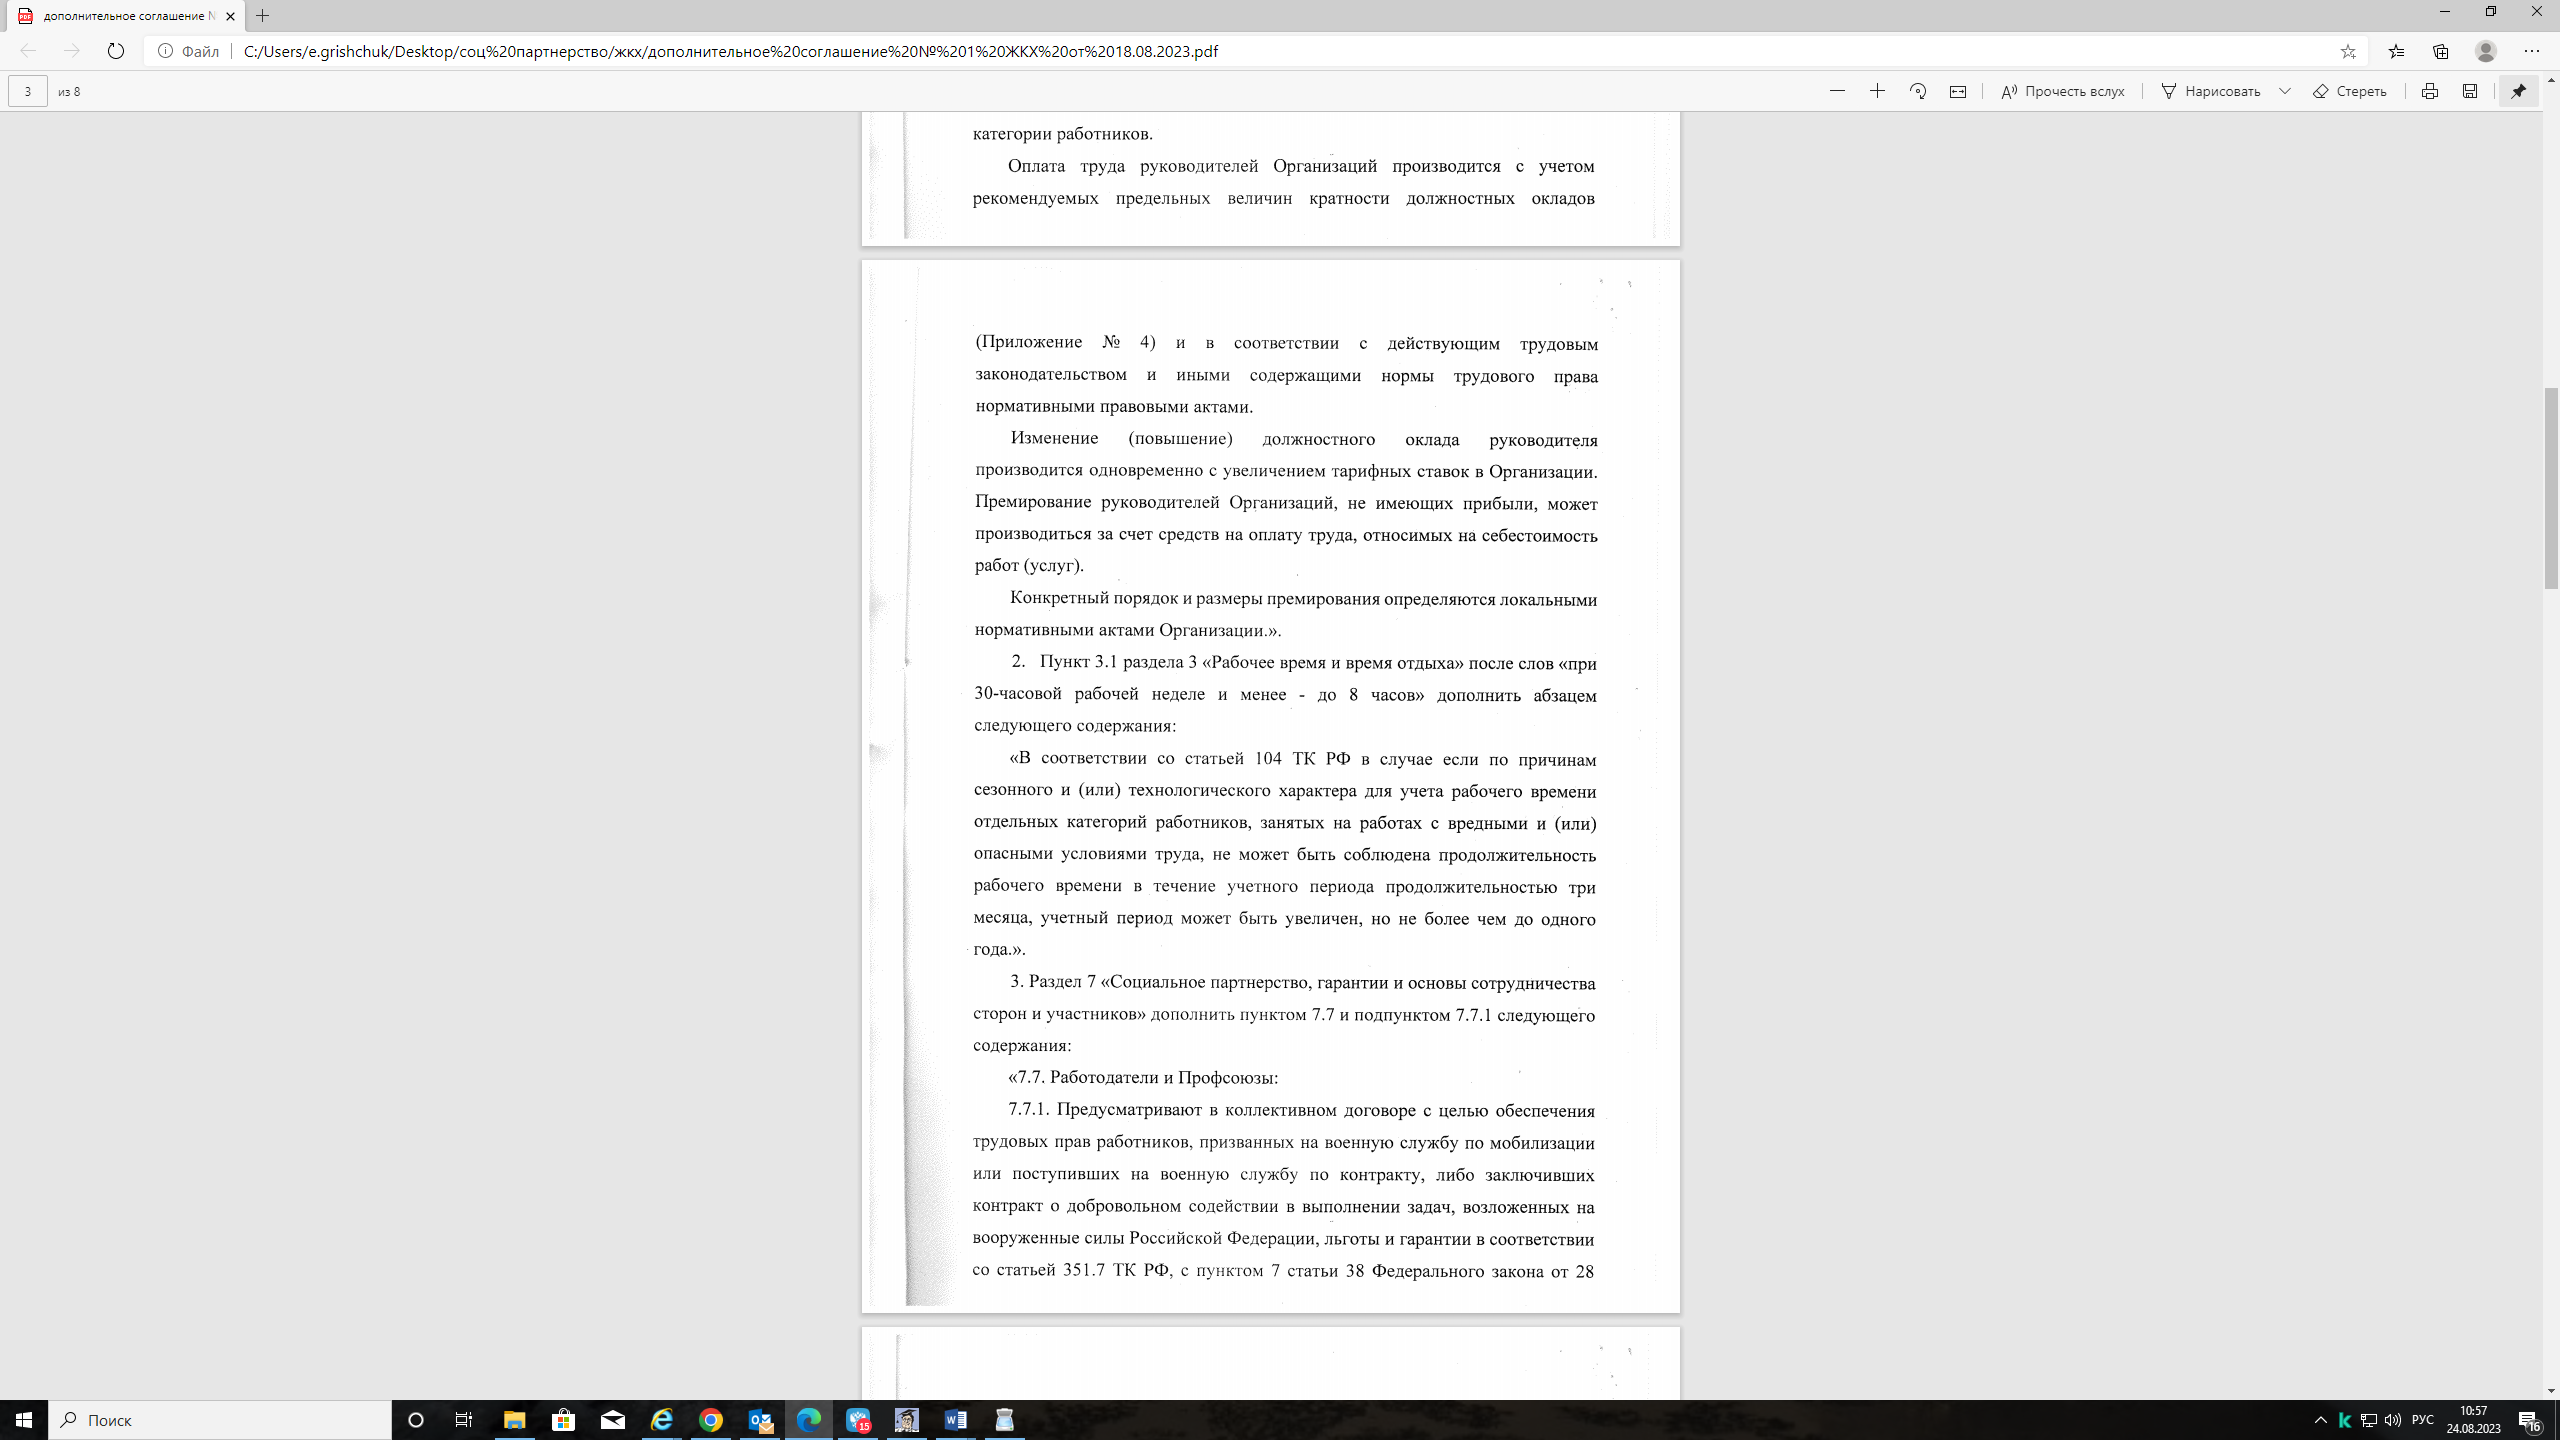 дополнительное соглашение №
Файл
C:/Users/e.grishchuk/Desktop/соц%20партнерство/жкх/дополнительное%20соглашение%20№%201%20ЖКХ%20от%2018.08.2023.pdf
3 из 8
Прочесть вслух
Нарисовать
Стереть
категории работников.
Оплата труда руководителей Организаций производится с учетом
рекомендуемых предельных величин кратности должностных окладов
(Приложение № 4) и в соответствии с действующим трудовым
законодательством и иными содержащими нормы трудового права
нормативными правовыми актами.
Изменение (повышение) должностного оклада руководителя
производится одновременно с увеличением тарифных ставок в Организации.
Премирование руководителей Организаций, не имеющих прибыли, может
производиться за счет средств на оплату труда, относимых на себестоимость
работ (услуг).
Конкретный порядок и размеры премирования определяются локальными
нормативными актами Организации.».
2. Пункт 3.1 раздела 3 «Рабочее время и время отдыха» после слов «при
30-часовой рабочей неделе и менее - до 8 часов» дополнить абзацем
следующего содержания:
«В соответствии со статьей 104 ТК РФ в случае если по причинам
сезонного и (или) технологического характера для учета рабочего времени
отдельных категорий работников, занятых на работах с вредными и (или)
опасными условиями труда, не может быть соблюдена продолжительность
рабочего времени в течение учетного периода продолжительностью три
месяца, учетный период может быть увеличен, но не более чем до одного
года.».
3. Раздел 7 «Социальное партнерство, гарантии и основы сотрудничества
сторон и участников» дополнить пунктом 7.7 и подпунктом 7.7.1 следующего
содержания:
«7.7. Работодатели и Профсоюзы:
7.7.1. Предусматривают в коллективном договоре с целью обеспечения
трудовых прав работников, призванных на военную службу по мобилизации
или поступивших на военную службу по контракту, либо заключивших
контракт о добровольном содействии в выполнении задач, возложенных на
вооруженные силы Российской Федерации, льготы и гарантии в соответствии
со статьей 351.7 ТК РФ, с пунктом 7 статьи 38 Федерального закона от 28
Поиск
15
РУС
10:57
24.08.2023
16